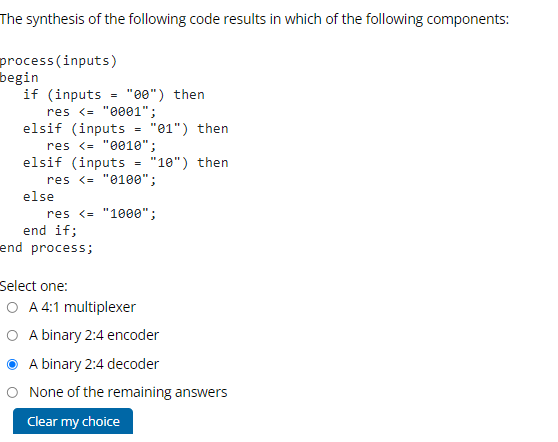 The synthesis of the following code results in which of the following components:
process(inputs)
begin
if (inputs = "00") then
res <= "0001";
elsif (inputs = "01") then
res <= "0010";
elsif (inputs = "10") then
res <= "0100";
else
res <= "1000";
end if;
end process;
Select one:
A 4:1 multiplexer
A binary 2:4 encoder
A binary 2:4 decoder
None of the remaining answers
Clear my choice